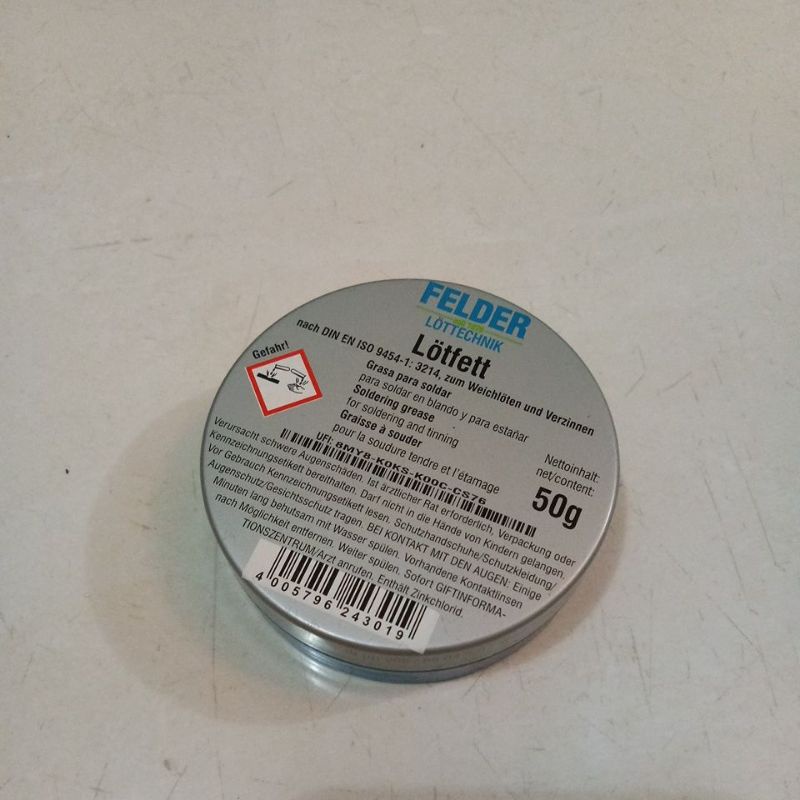 FELDER
LÖTTECHNIK
Lötfett
nach DIN EN ISO 9454-1: 3214, zum Weichlöten und Verzinnen
Gefahr!
Grasa para soldar
para soldar en blando y para estañar
Soldering grease
for soldering and tinning
Graisse à souder
pour la soudure tendre et l'étamage
Nettoinhalt:
net/content:
50g
UFI: 8MY8-K0KS-K00C-CS76
Verursacht schwere Augenschäden. Ist ärztlicher Rat erforderlich, Verpackung oder
Kennzeichnungsetikett bereithalten. Darf nicht in die Hände von Kindern gelangen.
Vor Gebrauch Kennzeichnungsetikett lesen. Schutzhandschuhe/Schutzkleidung/
Augenschutz/Gesichtsschutz tragen. BEI KONTAKT MIT DEN AUGEN: Einige
Minuten lang behutsam mit Wasser spülen. Vorhandene Kontaktlinsen
nach Möglichkeit entfernen. Weiter spülen. Sofort GIFTINFORMA-
TIONSZENTRUM/Arzt anrufen. Enthält Zinkchlorid.
4 005796 243019